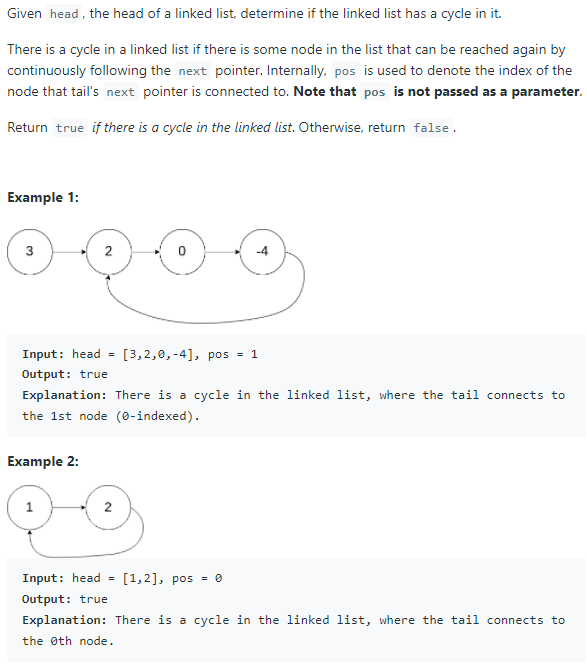 Given head , the head of a linked list, determine if the linked list has a cycle in it.
There is a cycle in a linked list if there is some node in the list that can be reached again by
continuously following the next pointer. Internally, pos is used to denote the index of the
node that tail's next pointer is connected to. Note that pos is not passed as a parameter.
Return true if there is a cycle in the linked list. Otherwise, return false .
Example 1:
3 2 0 -4
Input: head = [3,2,0,-4], pos = 1
Output: true
Explanation: There is a cycle in the linked list, where the tail connects to
the 1st node (0-indexed).
Example 2:
1 2
Input: head = [1,2], pos = 0
Output: true
Explanation: There is a cycle in the linked list, where the tail connects to
the 0th node.